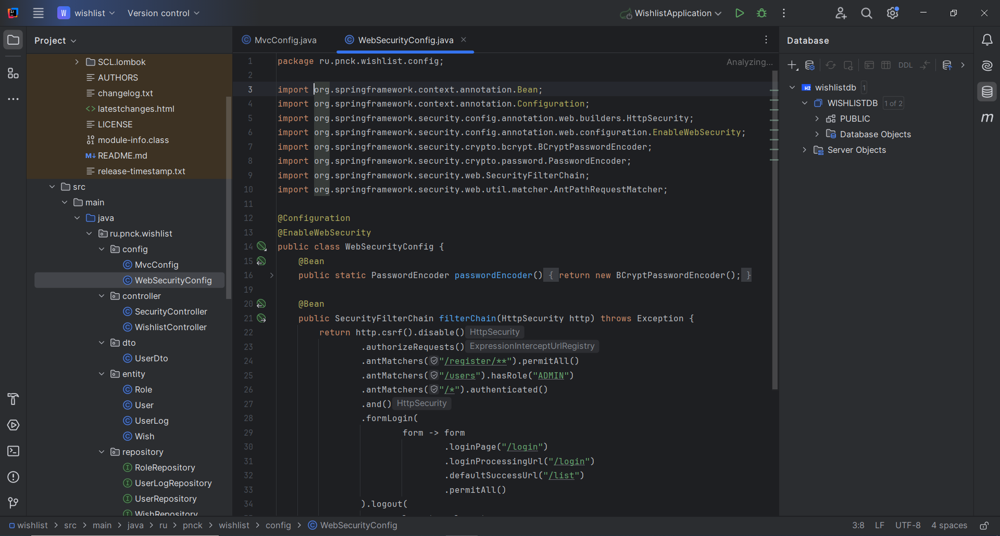 W wishlist Version control WishlistApplication
Project
SCL.lombok
AUTHORS
changelog.txt
latestchanges.html
LICENSE
module-info.class
README.md
release-timestamp.txt
src
main
java
ru.pnck.wishlist
config
MvcConfig
WebSecurityConfig
controller
SecurityController
WishlistController
dto
UserDto
entity
Role
User
UserLog
Wish
repository
RoleRepository
UserLogRepository
UserRepository
WishRepository
MvcConfig.java WebSecurityConfig.java
Analyzing...
1 package ru.pnck.wishlist.config;
2
3 import org.springframework.context.annotation.Bean;
4 import org.springframework.context.annotation.Configuration;
5 import org.springframework.security.config.annotation.web.builders.HttpSecurity;
6 import org.springframework.security.config.annotation.web.configuration.EnableWebSecurity;
7 import org.springframework.security.crypto.bcrypt.BCryptPasswordEncoder;
8 import org.springframework.security.crypto.password.PasswordEncoder;
9 import org.springframework.security.web.SecurityFilterChain;
10 import org.springframework.security.web.util.matcher.AntPathRequestMatcher;
11
12 @Configuration
13 @EnableWebSecurity
14 public class WebSecurityConfig {
15 @Bean
16 public static PasswordEncoder passwordEncoder() { return new BCryptPasswordEncoder(); }
19
20 @Bean
21 public SecurityFilterChain filterChain(HttpSecurity http) throws Exception {
22 return http.csrf().disable() HttpSecurity
23 .authorizeRequests() ExpressionInterceptUrlRegistry
24 .antMatchers("/register/**").permitAll()
25 .antMatchers("/users").hasRole("ADMIN")
26 .antMatchers("/*").authenticated()
27 .and() HttpSecurity
28 .formLogin(
29 form -> form
30 .loginPage("/login")
31 .loginProcessingUrl("/login")
32 .defaultSuccessUrl("/list")
33 .permitAll()
34 ).logout(
Database
DDL
H2 wishlistdb 1
WISHLISTDB 1 of 2
PUBLIC
Database Objects
Server Objects
m
wishlist > src > main > java > ru > pnck > wishlist > config > WebSecurityConfig
3:8 LF UTF-8 4 spaces